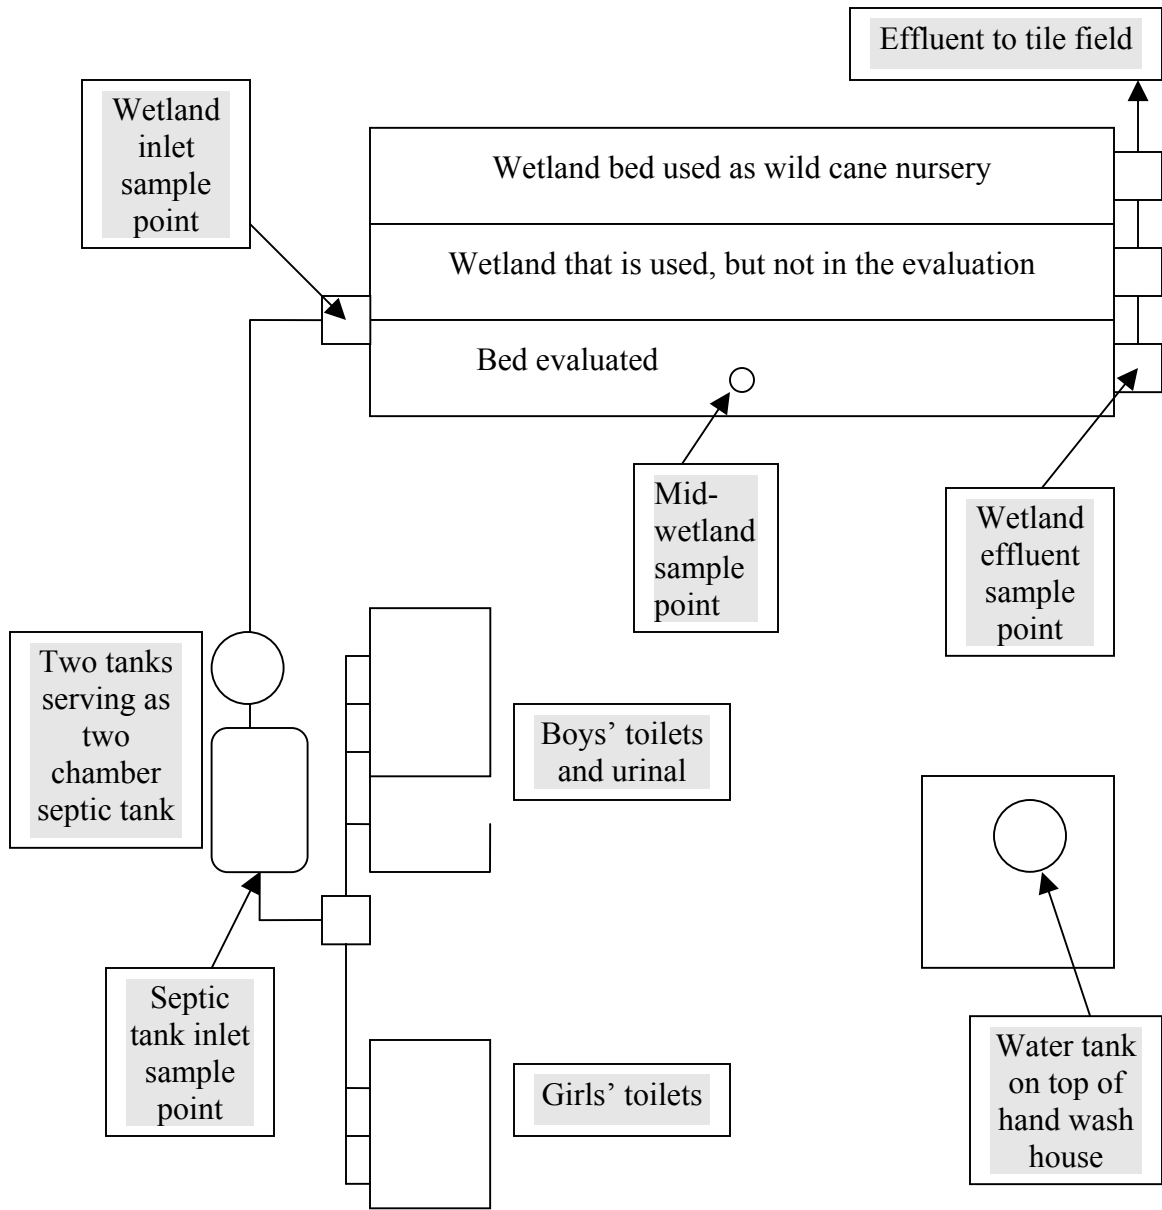 Effluent to tile field
Wetland
inlet
sample
point
Wetland bed used as wild cane nursery
Wetland that is used, but not in the evaluation
Bed evaluated
Mid-
wetland
sample
point
Wetland
effluent
sample
point
Two tanks
serving as
two
chamber
septic tank
Boys’ toilets
and urinal
Septic
tank inlet
sample
point
Girls’ toilets
Water tank
on top of
hand wash
house